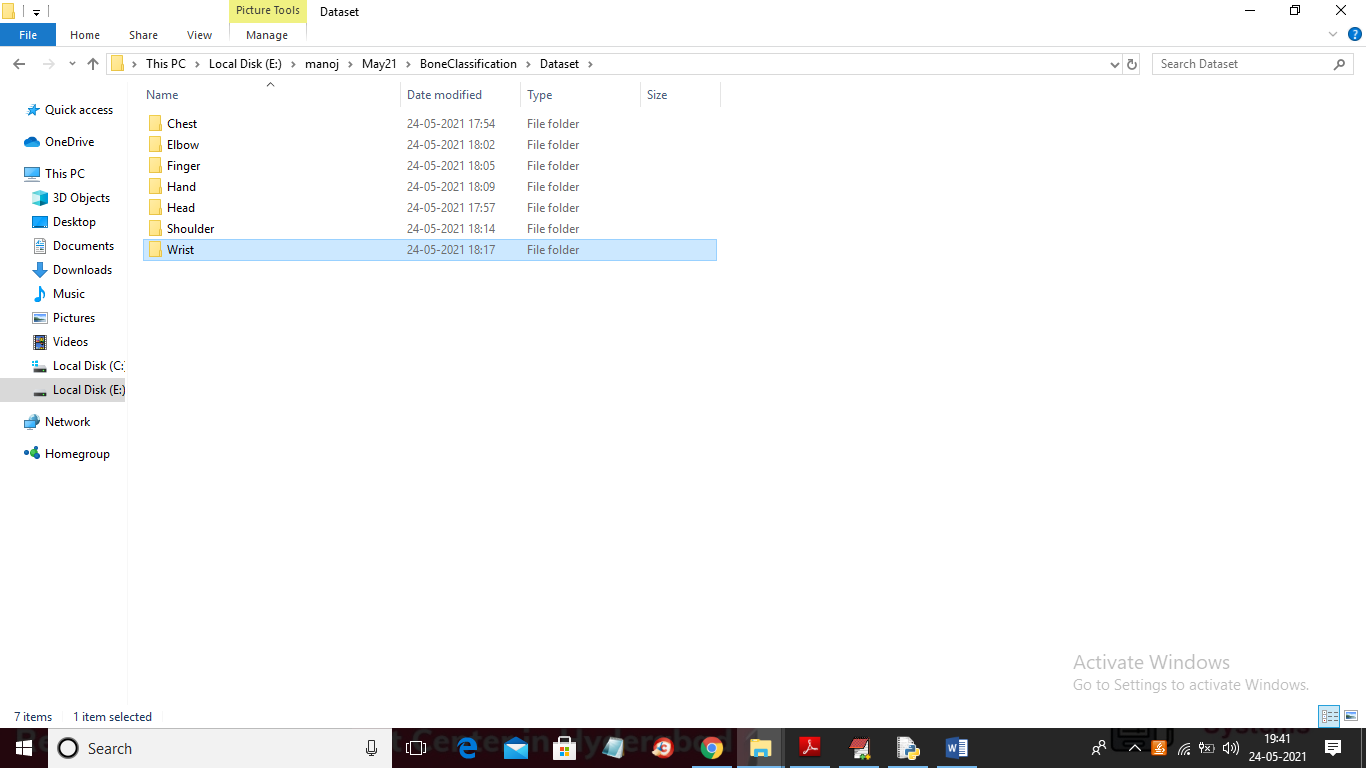 Picture Tools Dataset
File Home Share View Manage
This PC Local Disk (E:) manoj May21 BoneClassification Dataset Search Dataset
Name Date modified Type Size
Quick access
OneDrive
This PC
3D Objects
Desktop
Documents
Downloads
Music
Pictures
Videos
Local Disk (C:
Local Disk (E:)
Network
Homegroup
Chest 24-05-2021 17:54 File folder
Elbow 24-05-2021 18:02 File folder
Finger 24-05-2021 18:05 File folder
Hand 24-05-2021 18:09 File folder
Head 24-05-2021 17:57 File folder
Shoulder 24-05-2021 18:14 File folder
Wrist 24-05-2021 18:17 File folder
Activate Windows
Go to Settings to activate Windows.
7 items 1 item selected
Search
19:41
24-05-2021